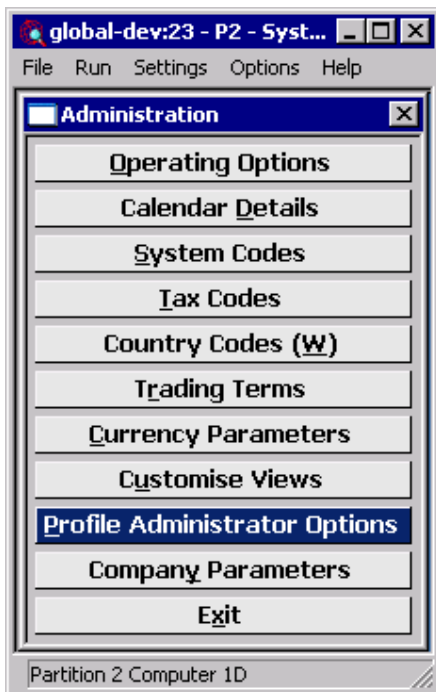 global-dev:23 - P2 - Syst...
File Run Settings Options Help
Administration
Operating Options
Calendar Details
System Codes
Tax Codes
Country Codes (W)
Trading Terms
Currency Parameters
Customise Views
Profile Administrator Options
Company Parameters
Exit
Partition 2 Computer 1D